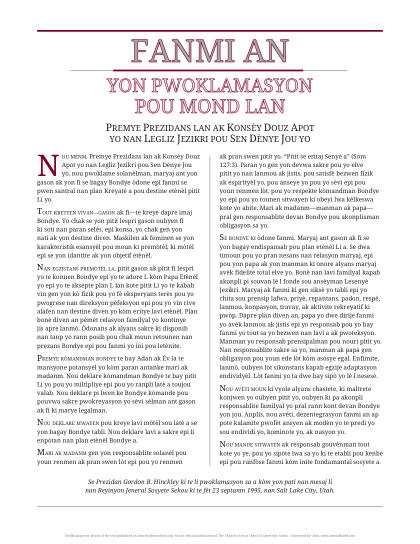 FANMI AN
YON PWOKLAMASYON
POU MOND LAN
PREMYE PREZIDANS LAN AK KONSÈY DOUZ APOT
YO NAN LEGLIZ JEZIKRI POU SEN DÈNYE JOU YO
NOU MENM, Premye Prezidans lan ak Konsèy Douz
Apot yo nan Legliz Jezikri pou Sen Dènye Jou
yo, nou pwoklame solanèlman, maryaj ant yon
gason ak yon fi se bagay Bondye òdone epi fanmi se
pwen santral nan plan Kreyatè a pou destine etènèl pitit
Li yo.
TOUT KRETYEN VIVAN—gason ak fi—te kreye dapre imaj
Bondye. Yo chak se yon pitit lespri gason oubyen fi
ki soti nan paran selès, epi konsa, yo chak gen yon
nati ak yon destine diven. Maskilen ak feminen se yon
karakteristik esansyèl pou moun ki premòtèl, ki mòtèl
epi se yon idantite ak yon objetif etènèl.
NAN EGZISTANS PREMÒTÈL LA, pitit gason ak pitit fi lespri
yo te konnen Bondye epi yo te adore L kòm Papa Etènèl
yo epi yo te aksepte plan L lan kote pitit Li yo te kabab
vin gen yon kò fizik pou yo fè eksperyans terès pou yo
pwogrese nan direksyon pèfeksyon epi pou yo vin rive
alafen nan destine diven yo kòm eritye lavi etènèl. Plan
bonè diven an pèmèt relasyon familyal yo kontinye
jis apre lanmò. Òdonans ak alyans sakre ki disponib
nan tanp yo rann posib pou chak moun retounen nan
prezans Bondye epi pou fanmi yo ini pou letènite.
PREMYE KÒMANDMAN BONDYE te bay Adan ak Èv la te
mansyone potansyèl yo kòm paran antanke mari ak
madanm. Nou deklare kòmandman Bondye te bay pitit
Li yo pou yo miltipliye epi pou yo ranpli latè a toujou
valab. Nou deklare pi lwen ke Bondye kòmande pou
pouvwa sakre pwokreyasyon yo sèvi sèlman ant gason
ak fi ki marye legalman.
NOU DEKLARE MWAYEN pou kreye lavi mòtèl sou latè a se
yon bagay Bondye tabli. Nou deklare lavi a sakre epi li
enpòtan nan plan etènèl Bondye a.
MARI AK MADANM gen yon responsablite solanèl pou
youn renmen ak pran swen lòt epi pou yo renmen
ak pran swen pitit yo. "Pitit se eritaj Senyè a" (Sòm
127:3). Paran yo gen yon devwa sakre pou yo elve
pitit yo nan lanmou ak jistis, pou satisfè bezwen fizik
ak espirityèl yo, pou anseye yo pou yo sèvi epi pou
youn renmen lòt, pou yo respekte kòmandman Bondye
yo epi pou yo tounen sitwayen ki obeyi lwa kèlkeswa
kote yo abite. Mari ak madanm—manman ak papa—
pral gen responsablite devan Bondye pou akonplisman
obligasyon sa yo.
SE BONDYE KI òdone fanmi. Maryaj ant gason ak fi se
yon bagay endispansab pou plan etènèl Li a. Se dwa
timoun pou yo pran nesans nan relasyon maryaj, epi
pou yon papa ak yon manman ki onore alyans maryaj
avèk fidelite total elve yo. Bonè nan lavi familyal kapab
akonpli pi souvan lè l fonde sou ansèyman Lesenyè
Jezikri. Maryaj ak fanmi ki gen siksè yo tabli epi yo
chita sou prensip lafwa, priyè, repantans, padon, respè,
lanmou, konpasyon, travay, ak aktivite rekreyatif ki
pwòp. Dapre plan diven an, papa yo dwe dirije fanmi
yo avèk lanmou ak jistis epi yo responsab pou yo bay
fanmi yo tout sa yo bezwen nan lavi a ak pwoteksyon.
Manman yo responsab prensipalman pou nouri pitit yo.
Nan responsablite sakre sa yo, manman ak papa gen
obligasyon pou youn ede lòt kòm asosye egal. Enfimite,
lanmò, oubyen lòt sikonstans kapab egzije adaptasyon
endividyèl. Lòt fanmi yo ta dwe bay sipò yo lè l nesesè.
NOU AVÈTI MOUN ki vyole alyans chastete, ki maltrete
konjwen yo oubyen pitit yo, oubyen ki pa akonpli
responsablite familyal yo pral rann kont devan Bondye
yon jou. Anplis, nou avèti, dezentegrasyon fanmi an ap
pote kalamite pwofèt ansyen ak modèn yo te predi yo
sou endividi yo, kominote yo, ak nasyon yo.
NOU MANDE SITWAYEN ak responsab gouvènman tout
kote yo ye, pou yo sipòte lwa sa yo ki te etabli pou kenbe
epi pou ranfose fanmi kòm inite fondamantal sosyete a.
Se Prezidan Gordon B. Hinckley ki te li pwoklamasyon sa a kòm yon pati nan mesaj li
nan Reyinyon Jeneral Sosyete Sekou ki te fèt 23 septanm 1995, nan Salt Lake City, Utah.